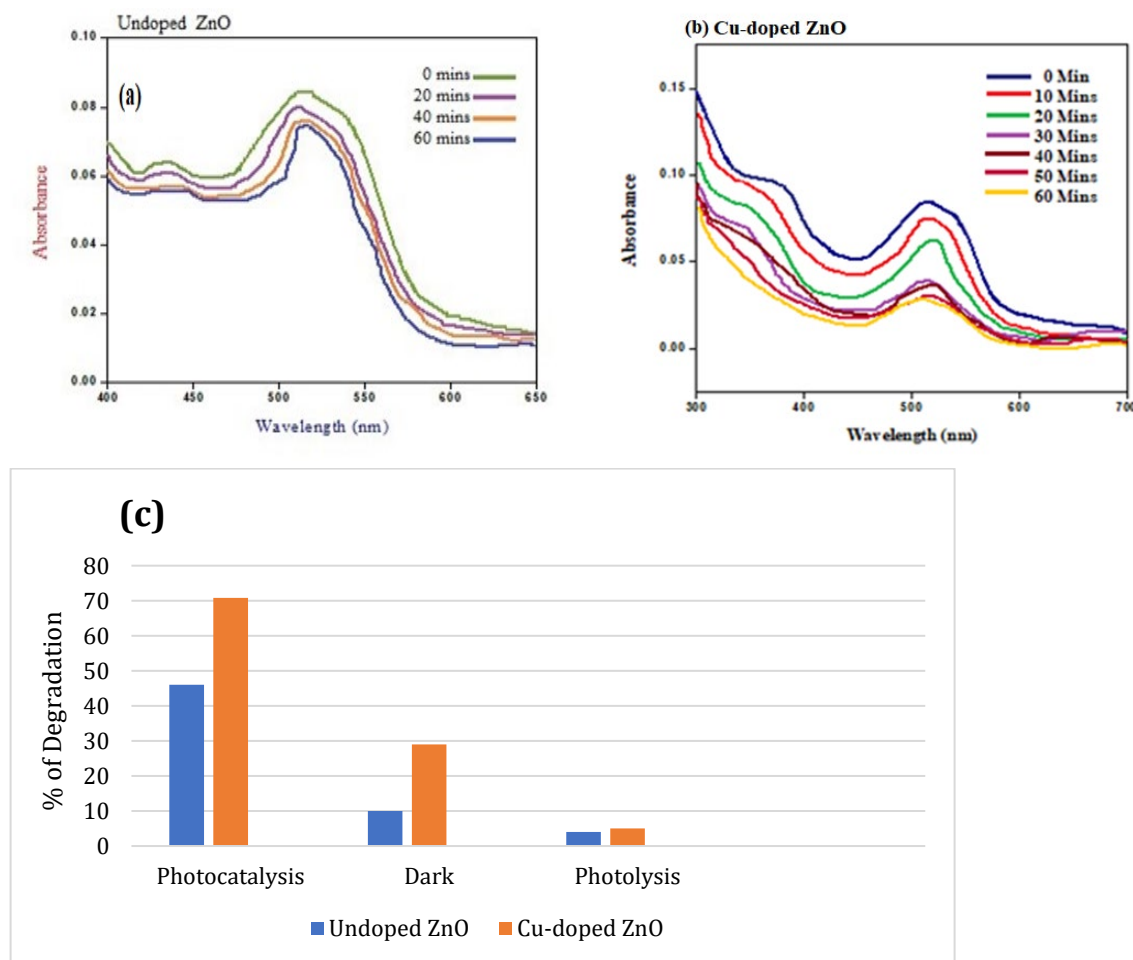 Undoped ZnO
(a)
0 mins
20 mins
40 mins
60 mins
0.10
0.08
0.06
0.04
0.02
0.00
Absorbance
400 450 500 550 600 650
Wavelength (nm)
(b) Cu-doped ZnO
0 Min
10 Mins
20 Mins
30 Mins
40 Mins
50 Mins
60 Mins
0.15
0.10
0.05
0.00
Absorbance
300 400 500 600 700
Wavelength (nm)
(c)
80
70
60
50
40
30
20
10
0
% of Degradation
Photocatalysis Dark Photolysis
Undoped ZnO Cu-doped ZnO